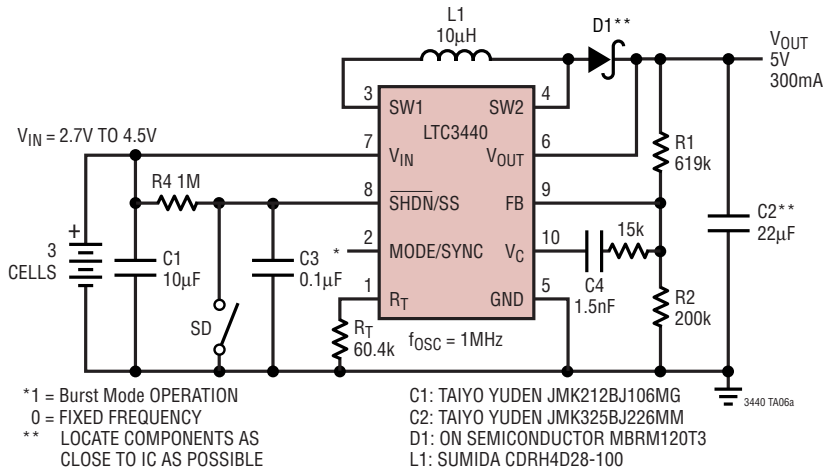 L1
10µH
D1**
VOUT
5V
300mA
3
SW1
SW2
4
LTC3440
VIN = 2.7V TO 4.5V
7
VIN
VOUT
6
R1
619k
R4 1M
8
SHDN/SS
FB
9
C2**
22µF
15k
+
3
CELLS
C1
10µF
C3
0.1µF
*
2
MODE/SYNC
VC
10
C4
1.5nF
SD
1
RT
GND
5
R2
200k
RT
60.4k
fOSC = 1MHz
3440 TA06a
*1 = Burst Mode OPERATION
0 = FIXED FREQUENCY
** LOCATE COMPONENTS AS
CLOSE TO IC AS POSSIBLE
C1: TAIYO YUDEN JMK212BJ106MG
C2: TAIYO YUDEN JMK325BJ226MM
D1: ON SEMICONDUCTOR MBRM120T3
L1: SUMIDA CDRH4D28-100